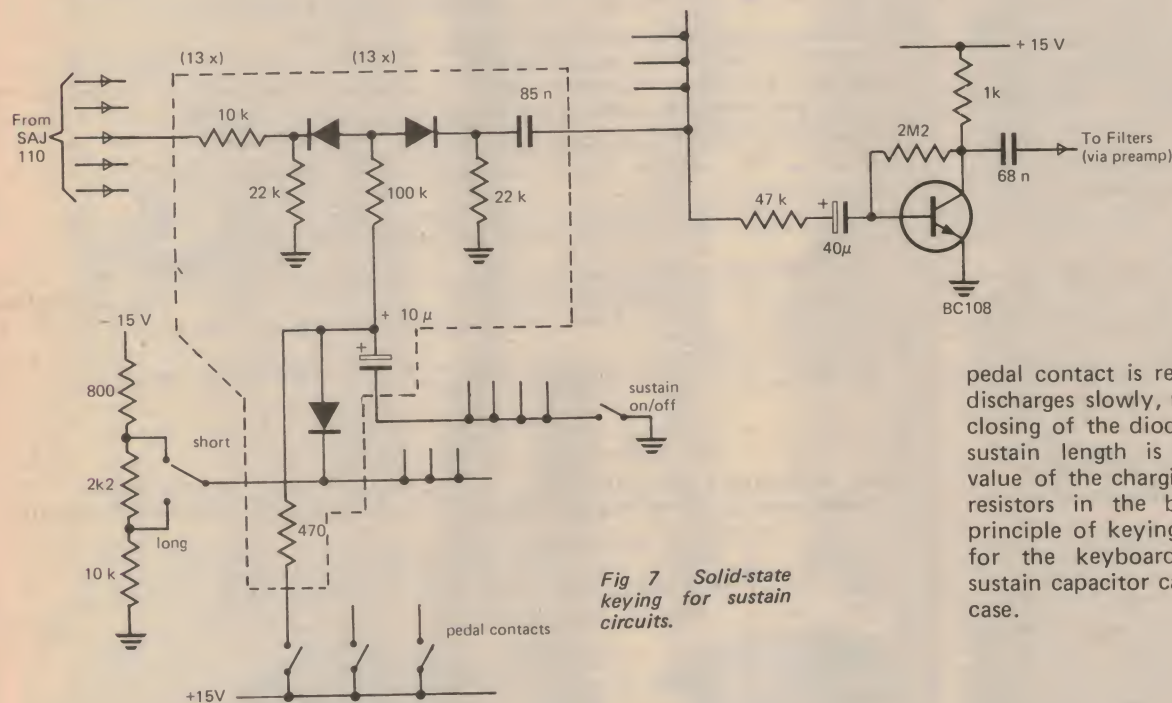 (13 x)
(13 x)
From
SAJ
110
10 k
85 n
22 k
100 k
22 k
+ 15 V
1k
2M2
To Filters
(via preamp)
68 n
47 k
+
40µ
BC108
– 15 V
+ 10 µ
+
800
short
sustain
on/off
2k2
long
10 k
470
pedal contacts
+15V
Fig 7 Solid-state
keying for sustain
circuits.
pedal contact is re
discharges slowly,
closing of the diod
sustain length is
value of the chargi
resistors in the b
principle of keying
for the keyboard
sustain capacitor ca
case.